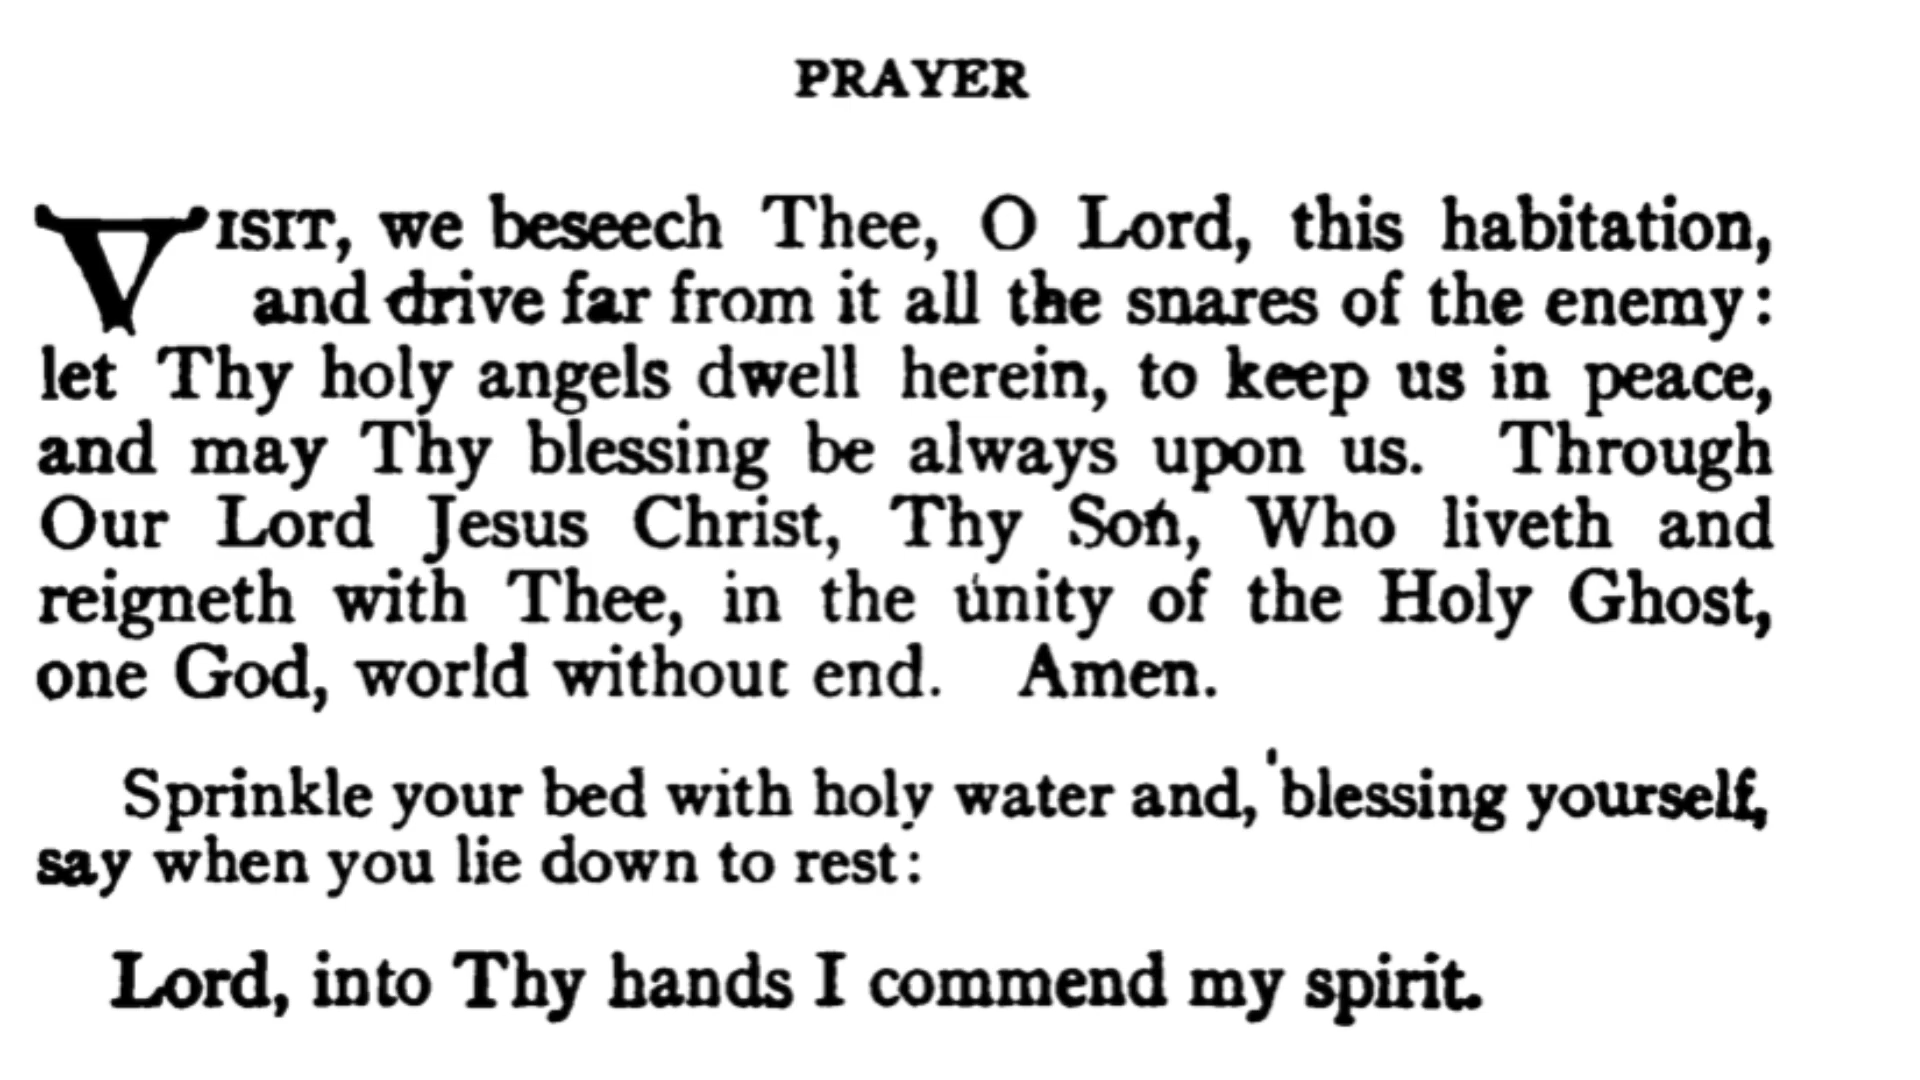 PRAYER
VISIT, we beseech Thee, O Lord, this habitation,
and drive far from it all the snares of the enemy:
let Thy holy angels dwell herein, to keep us in peace,
and may Thy blessing be always upon us. Through
Our Lord Jesus Christ, Thy Son, Who liveth and
reigneth with Thee, in the unity of the Holy Ghost,
one God, world without end. Amen.
Sprinkle your bed with holy water and, blessing yourself,
say when you lie down to rest:
Lord, into Thy hands I commend my spirit.